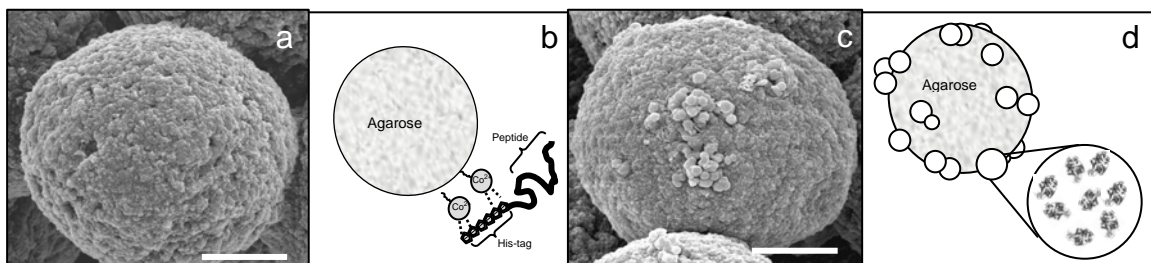 a
b
Agarose
Peptide
Co²⁺
Co²
His-tag
c
d
Agarose